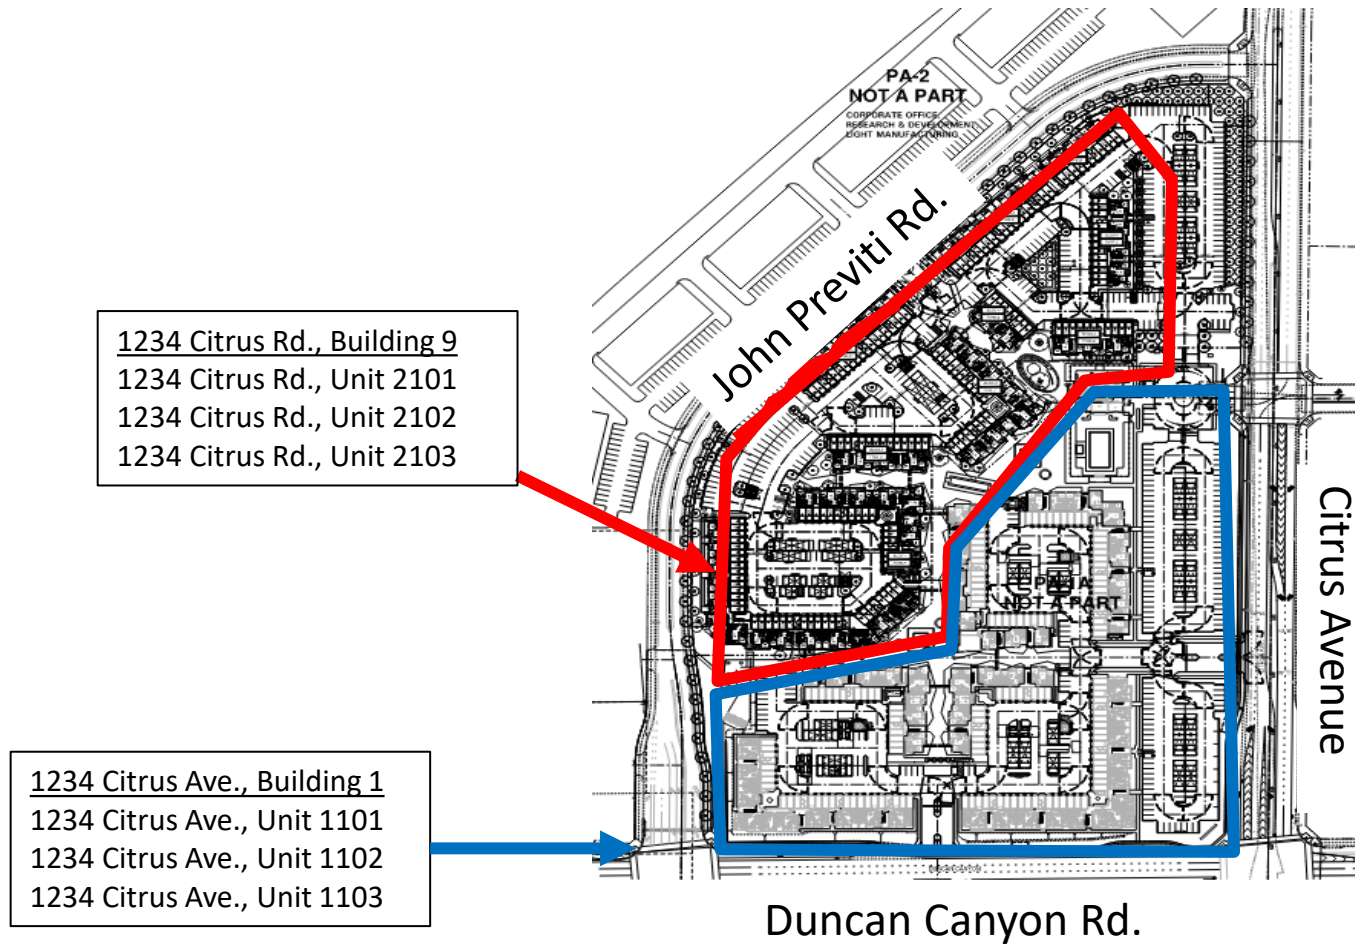 PA-2
NOT A PART
CORPORATE OFFICE,
RESEARCH & DEVELOPMENT,
LIGHT MANUFACTURING
John Previti Rd.
1234 Citrus Rd., Building 9
1234 Citrus Rd., Unit 2101
1234 Citrus Rd., Unit 2102
1234 Citrus Rd., Unit 2103
Citrus Avenue
PA-1A
NOT A PART
1234 Citrus Ave., Building 1
1234 Citrus Ave., Unit 1101
1234 Citrus Ave., Unit 1102
1234 Citrus Ave., Unit 1103
Duncan Canyon Rd.